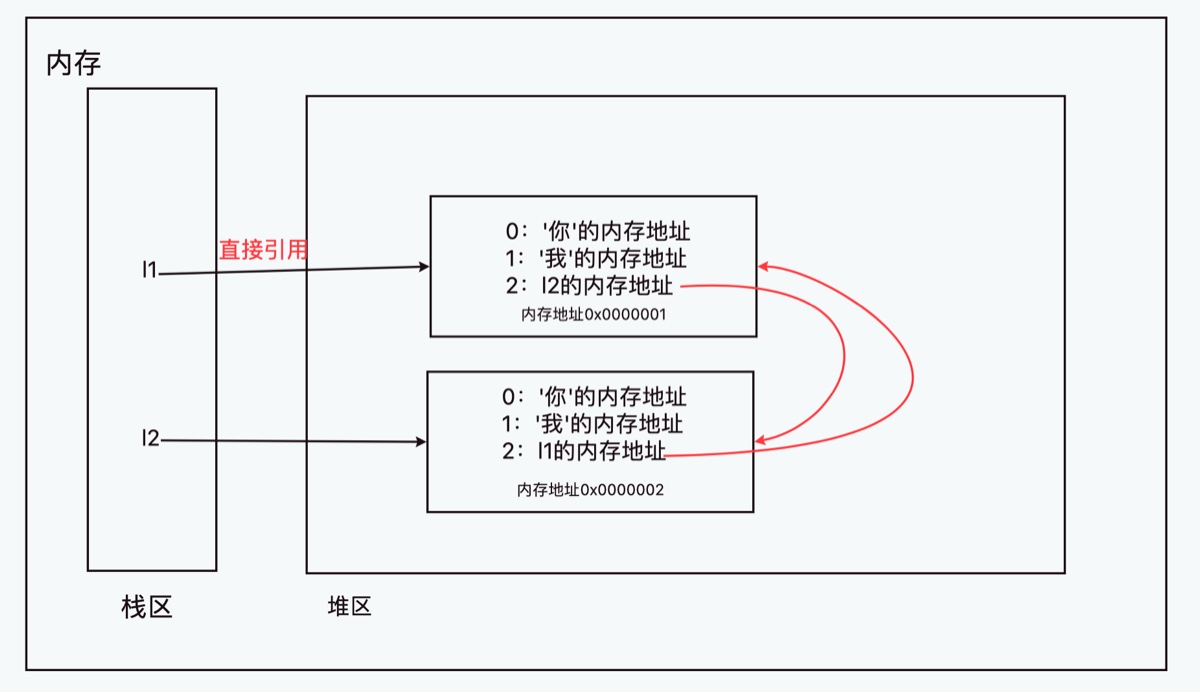 内存
直接引用
l1
0：'你'的内存地址
1：'我'的内存地址
2：l2的内存地址
内存地址0x0000001
l2
0：'你'的内存地址
1：'我'的内存地址
2：l1的内存地址
内存地址0x0000002
栈区
堆区